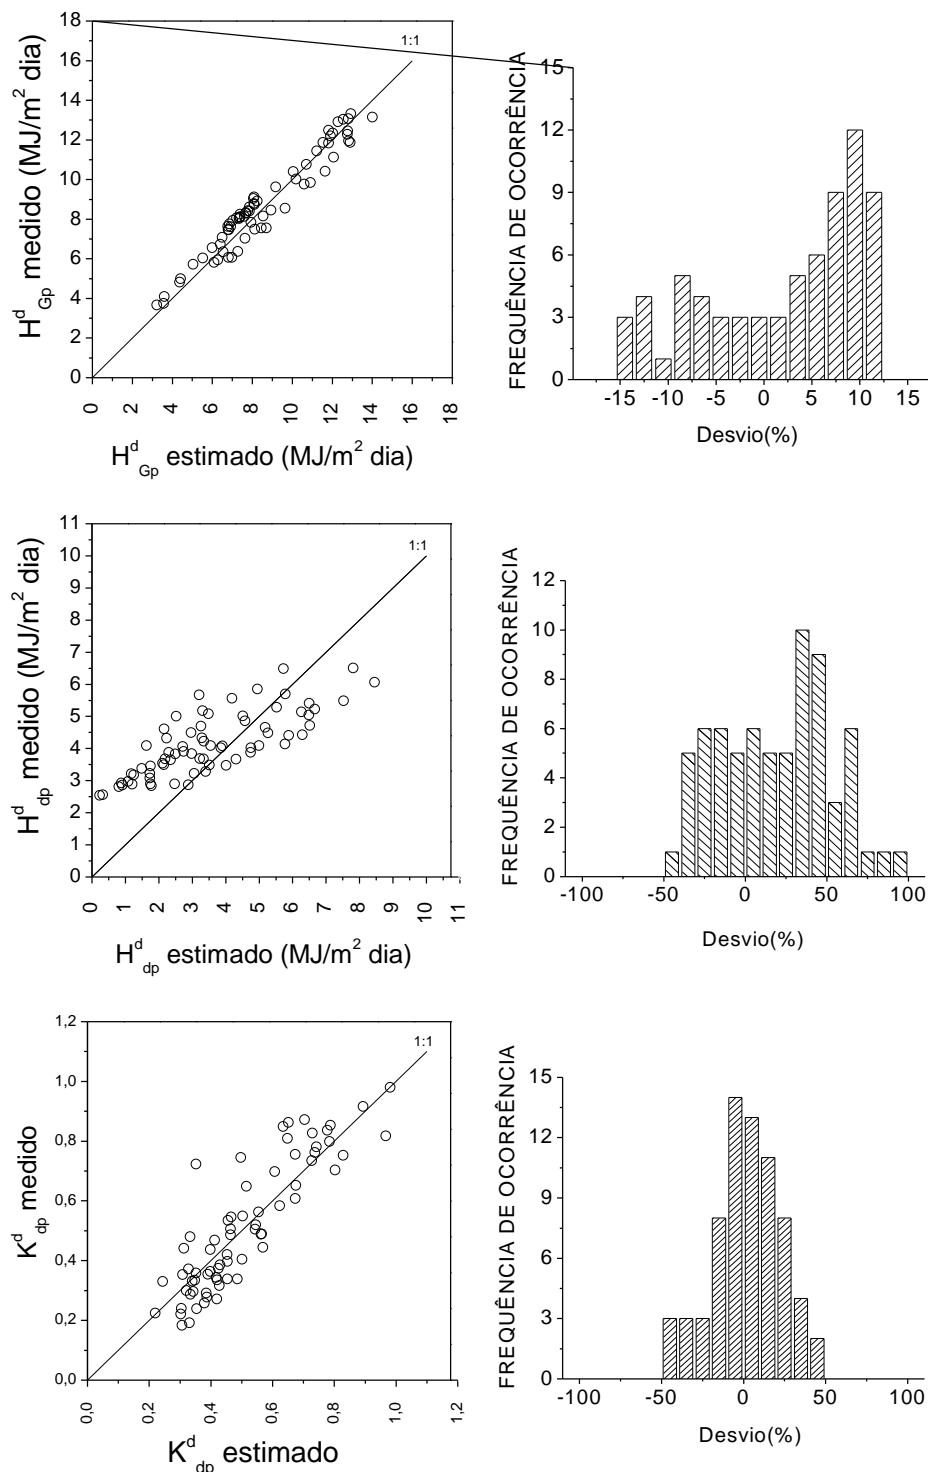 18
16
14
12
10
8
6
4
2
0
H^d_Gp medido (MJ/m² dia)
1:1
0 2 4 6 8 10 12 14 16 18
H^d_Gp estimado (MJ/m² dia)
15
12
9
6
3
0
FREQUÊNCIA DE OCORRÊNCIA
-15 -10 -5 0 5 10 15
Desvio(%)
11
10
9
8
7
6
5
4
3
2
1
0
H^d_dp medido (MJ/m² dia)
1:1
0 1 2 3 4 5 6 7 8 9 10 11
H^d_dp estimado (MJ/m² dia)
12
10
8
6
4
2
0
FREQUÊNCIA DE OCORRÊNCIA
-100 -50 0 50 100
Desvio(%)
1,2
1,0
0,8
0,6
0,4
0,2
0,0
K^d_dp medido
1:1
0,0 0,2 0,4 0,6 0,8 1,0 1,2
K^d_dp estimado
15
12
9
6
3
0
FREQUÊNCIA DE OCORRÊNCIA
-100 -50 0 50 100
Desvio(%)